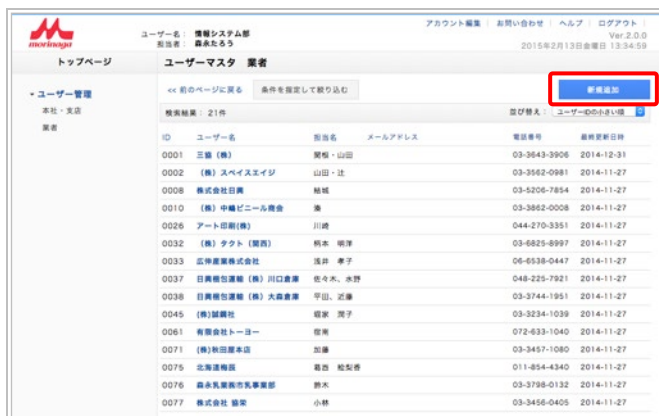 morinaga
ユーザー名： 情報システム部
担当者： 森永たろう
アカウント編集 | お問い合わせ | ヘルプ | ログアウト |
Ver.2.0.0
2015年2月13日金曜日 13:34:59
トップページ
ユーザーマスタ 業者
ユーザー管理
本社・支店
業者
<< 前のページに戻る 条件を指定して絞り込む 新規追加
検索結果： 21件 並び替え： ユーザーIDの小さい順
ID ユーザー名 担当名 メールアドレス 電話番号 最終更新日時
0001 三協（株） 関根・山田 03-3643-3906 2014-12-31
0002 （株）スペイスエイジ 山田・辻 03-3562-0981 2014-11-27
0008 株式会社日興 結城 03-5206-7854 2014-11-27
0010 （株）中嶋ビニール商会 湊 03-3862-0008 2014-11-27
0026 アート印刷(株) 川崎 044-270-3351 2014-11-27
0032 （株）タクト（関西） 柄本 明洋 03-6825-8997 2014-11-27
0033 広伸産業株式会社 浅井 孝子 06-6538-0447 2014-11-27
0037 日興梱包運輸（株）川口倉庫 佐々木、水野 048-225-7921 2014-11-27
0038 日興梱包運輸（株）大森倉庫 平田、近藤 03-3744-1951 2014-11-27
0045 (株)誠鋼社 堀家 潤子 03-3234-1039 2014-11-27
0061 有限会社トーヨー 072-633-1040 2014-11-27
0071 (株)秋田屋本店 加藤 03-3457-1080 2014-11-27
0075 北海道梅辰 葛西 絵梨香 011-854-4340 2014-11-27
0076 森永乳業㈱市乳事業部 鈴木 03-3798-0132 2014-11-27
0077 株式会社 協栄 小林 03-3456-0405 2014-11-27